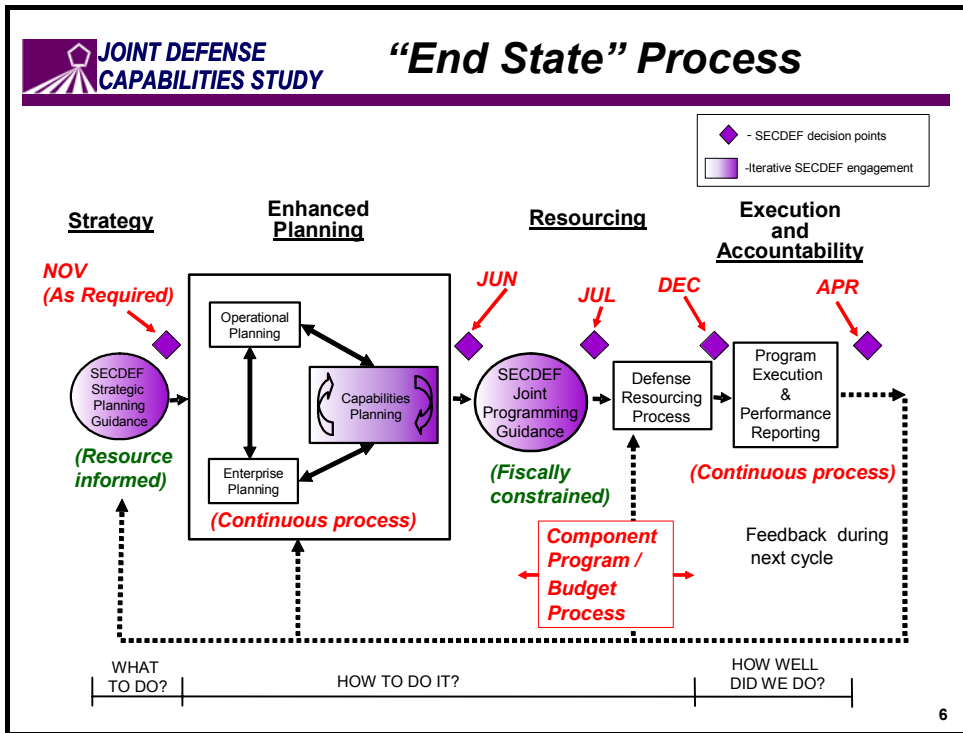 JOINT DEFENSE
CAPABILITIES STUDY
“End State” Process
- SECDEF decision points
-Iterative SECDEF engagement
Strategy
Enhanced
Planning
Resourcing
Execution
and
Accountability
NOV
(As Required)
JUN
JUL
DEC
APR
SECDEF
Strategic
Planning
Guidance
(Resource
informed)
Operational
Planning
Capabilities
Planning
Enterprise
Planning
(Continuous process)
SECDEF
Joint
Programming
Guidance
(Fiscally
constrained)
Defense
Resourcing
Process
Program
Execution
&
Performance
Reporting
(Continuous process)
Component
Program /
Budget
Process
Feedback during
next cycle
WHAT
TO DO?
HOW TO DO IT?
HOW WELL
DID WE DO?
6